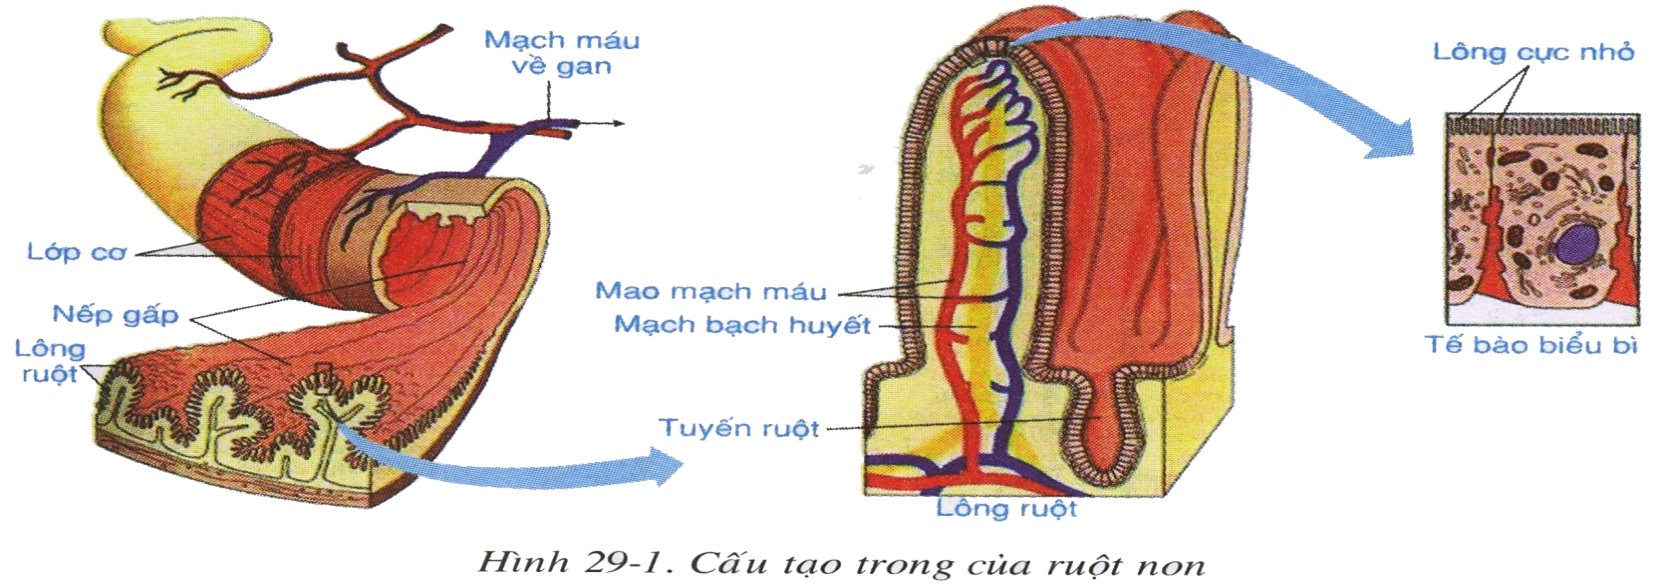 Mạch máu
về gan
Lớp cơ
Nếp gấp
Lông
ruột
Mao mạch máu
Mạch bạch huyết
Tuyến ruột
Lông ruột
Lông cực nhỏ
Tế bào biểu bì
Hình 29-1. Cấu tạo trong của ruột non